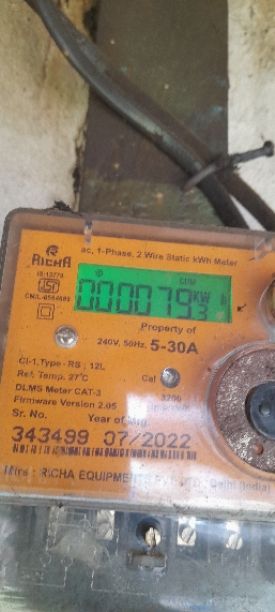 RICHA
ac, 1-Phase, 2 Wire Static kWh Meter
IS:13779
ISI
CUM
000079
KW
Property of
240V, 50Hz, 5-30A
Cl-1, Type - RS ; 12L
Ref. Temp. 27°C
Cal
DLMS Meter CAT-3
3200
Firmware Version 2.05
Sr. No.
Year of Mfg.
343499 07/2022
Mfrs : RICHA EQUIPMENTS Delhi (India)